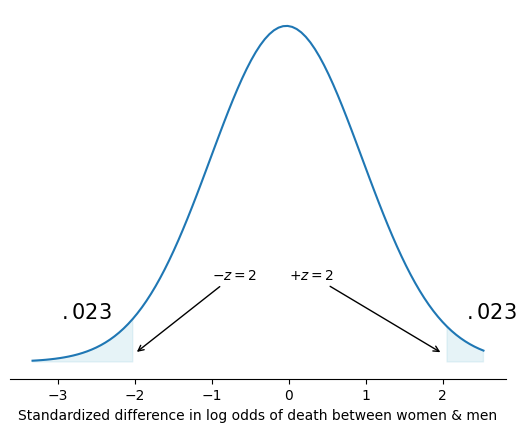 −z = 2
+z = 2
.023
.023
−3
−2
−1
0
1
2
Standardized difference in log odds of death between women & men